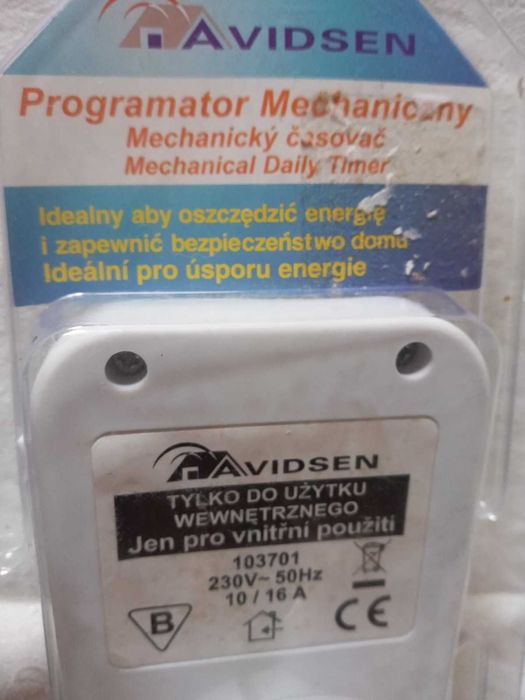 AVIDSEN
Programator Mechaniczny
Mechanický časovač
Mechanical Daily Timer
Idealny aby oszczędzić energię
i zapewnić bezpieczeństwo domu
Ideální pro úsporu energie
AVIDSEN
TYLKO DO UŻYTKU
WEWNĘTRZNEGO
Jen pro vnitřní použití
103701
230V~ 50Hz
10 / 16 A
B
CE